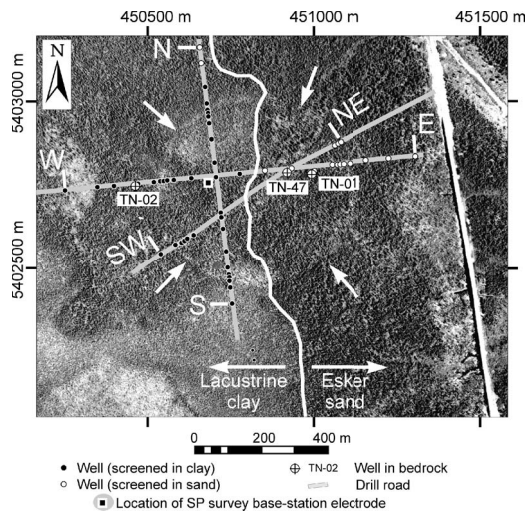 450500 m 451000 m 451500 m
5403000 m
5402500 m
N
N
NE
E
W
TN-02
TN-47
TN-01
SW
S
Lacustrine
clay
Esker
sand
0 200 400 m
Well (screened in clay)
Well (screened in sand)
TN-02
Well in bedrock
Drill road
Location of SP survey base-station electrode